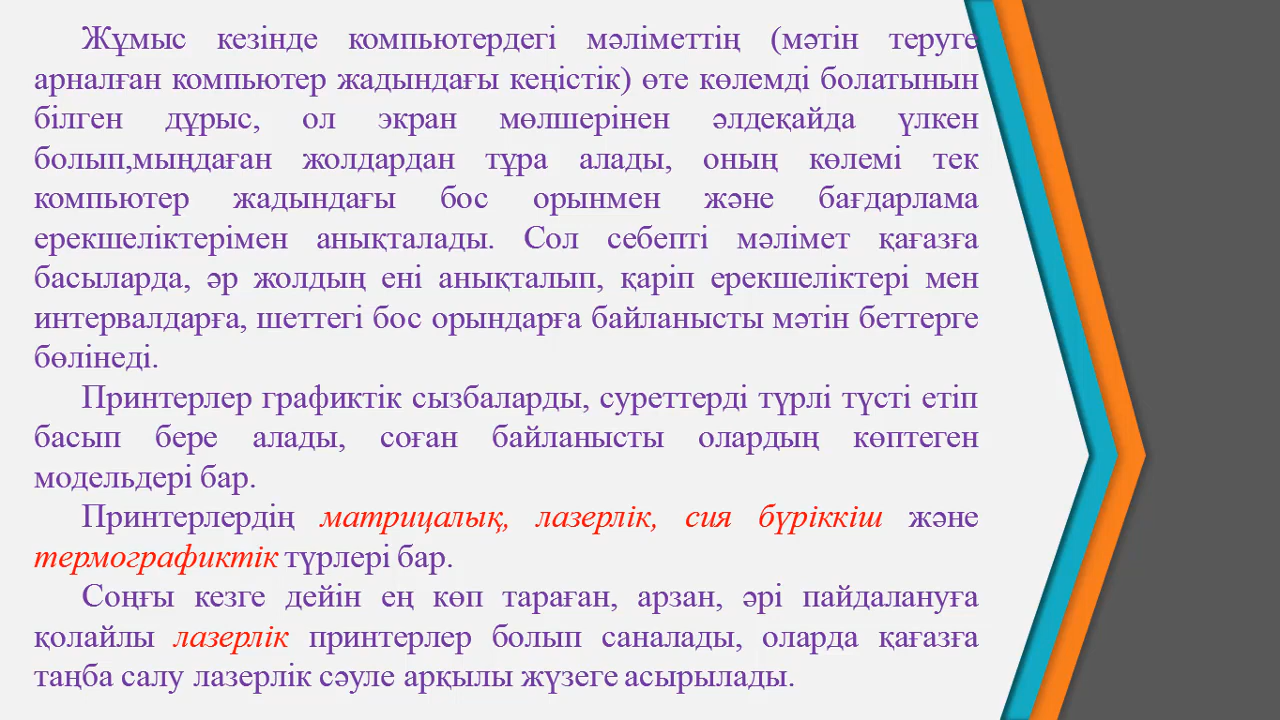 Жұмыс кезінде компьютердегі мәліметтің (мәтін теруге
арналған компьютер жадындағы кеңістік) өте көлемді болатынын
білген дұрыс, ол экран мөлшерінен әлдеқайда үлкен
болып,мыңдаған жолдардан тұра алады, оның көлемі тек
компьютер жадындағы бос орынмен және бағдарлама
ерекшеліктерімен анықталады. Сол себепті мәлімет қағазға
басыларда, әр жолдың ені анықталып, қаріп ерекшеліктері мен
интервалдарға, шеттегі бос орындарға байланысты мәтін беттерге
бөлінеді.
Принтерлер графиктік сызбаларды, суреттерді түрлі түсті етіп
басып бере алады, соған байланысты олардың көптеген
модельдері бар.
Принтерлердің матрицалық, лазерлік, сия бүріккіш және
термографиктік түрлері бар.
Соңғы кезге дейін ең көп тараған, арзан, әрі пайдалануға
қолайлы лазерлік принтерлер болып саналады, оларда қағазға
таңба салу лазерлік сәуле арқылы жүзеге асырылады.